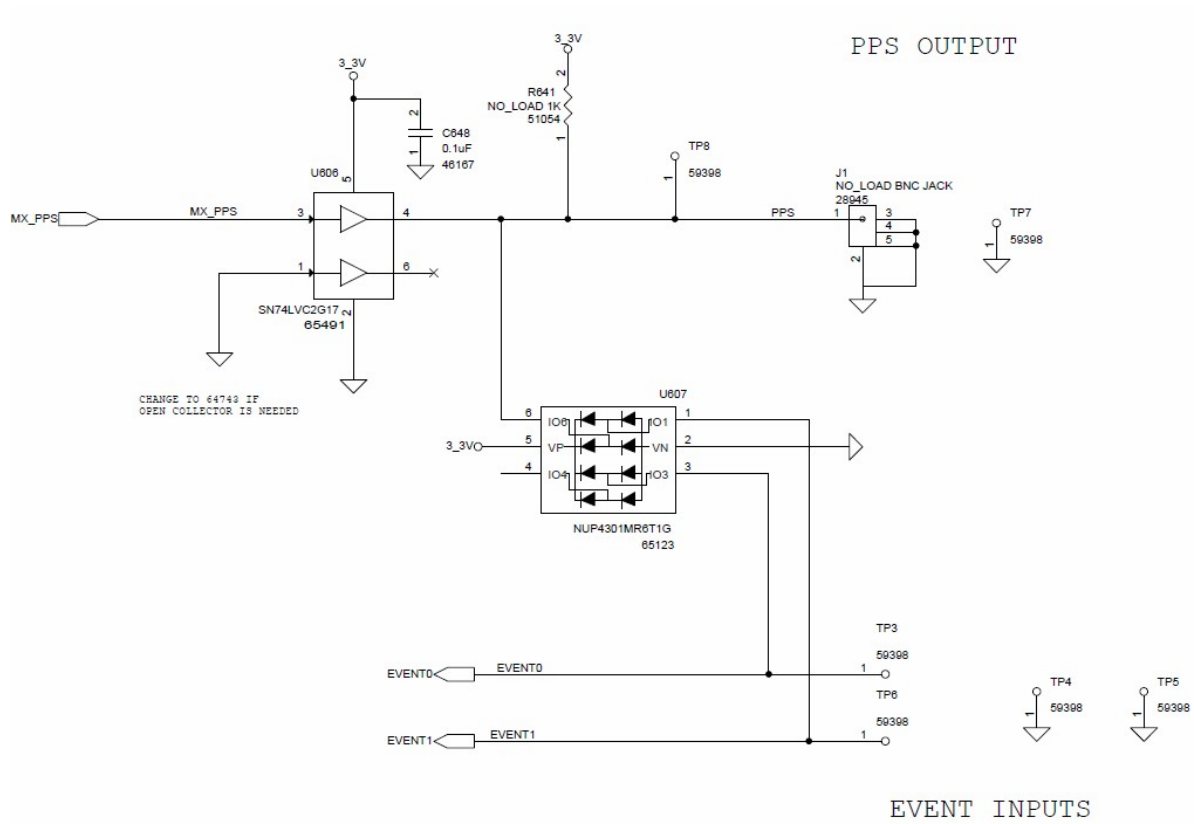 PPS OUTPUT
3_3V
3_3V
2
R641
NO_LOAD 1K
51054
1
2
C648
0.1uF
46167
1
TP8
59398
1
U606
5
J1
NO_LOAD BNC JACK
28945
MX_PPS
MX_PPS
3
4
PPS
1
3
4
5
2
TP7
59398
1
1
6
SN74LVC2G17
65491
2
CHANGE TO 64743 IF
OPEN COLLECTOR IS NEEDED
U607
6
IO6
IO1
1
3_3V
5
VP
VN
2
4
IO4
IO3
3
NUP4301MR6T1G
65123
TP3
59398
EVENT0
EVENT0
1
TP6
59398
EVENT1
EVENT1
1
TP4
59398
1
TP5
59398
1
EVENT INPUTS